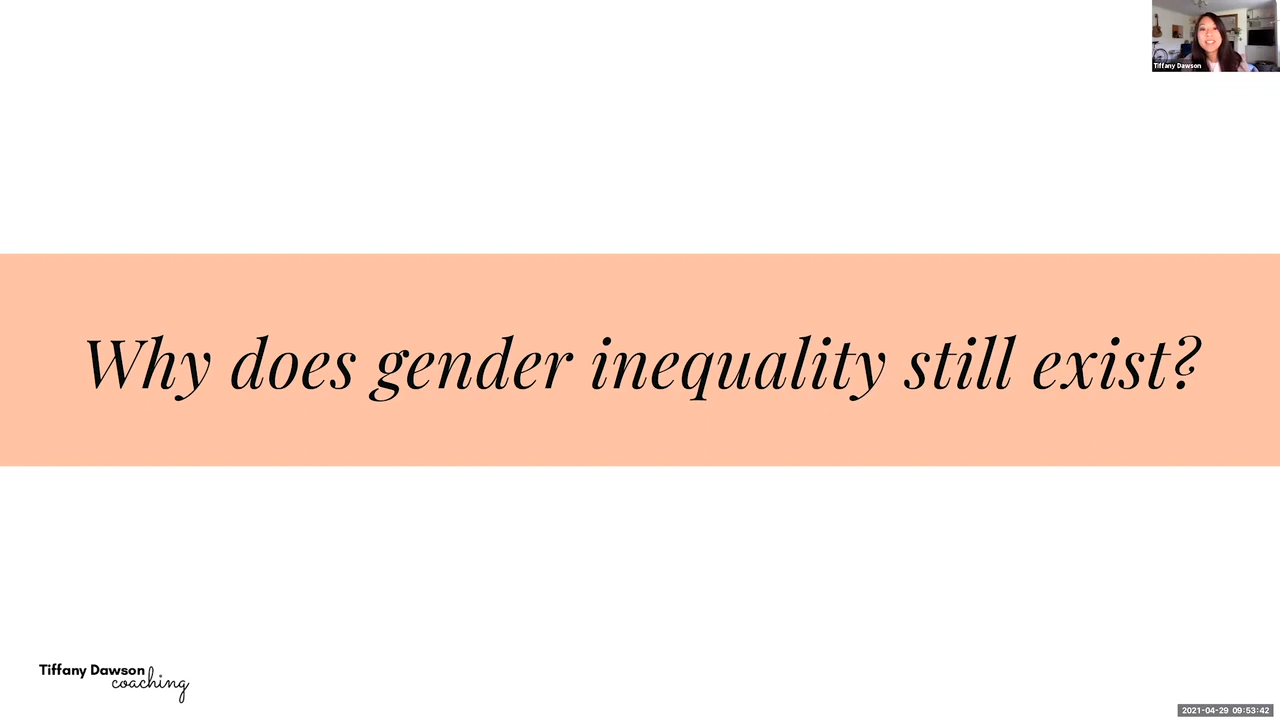 Tiffany Dawson
Why does gender inequality still exist?
Tiffany Dawson
coaching
2021-04-29 09:53:42